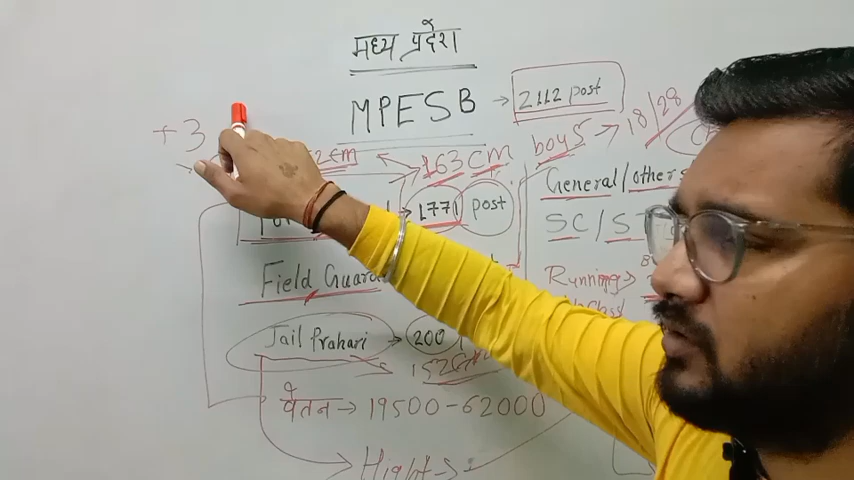 मध्य प्रदेश
MPESB → 2112 post
+3
163 cm
boys → 18/28
1771 post
General/others
SC/ST
Field Guard
Running →
Jail Prahari → 200
152
वेतन → 19500-62000
Hight →